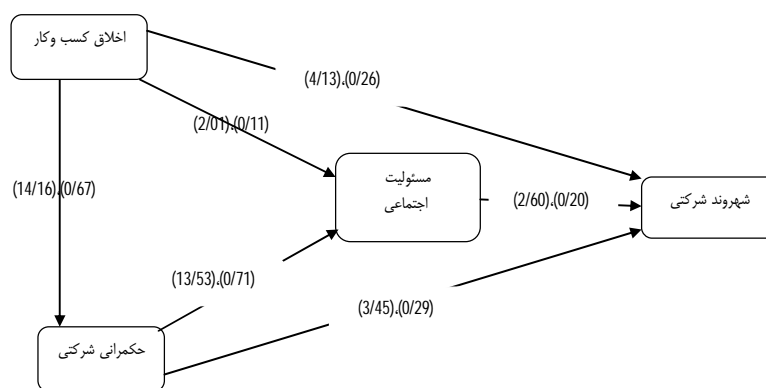 اخلاق کسب وکار
(4/13)،(0/26)
(2/01)،(0/11)
مسئولیت
اجتماعی
(14/16)،(0/67)
(2/60)،(0/20)
شهروند شرکتی
(13/53)،(0/71)
(3/45)،(0/29)
حکمرانی شرکتی